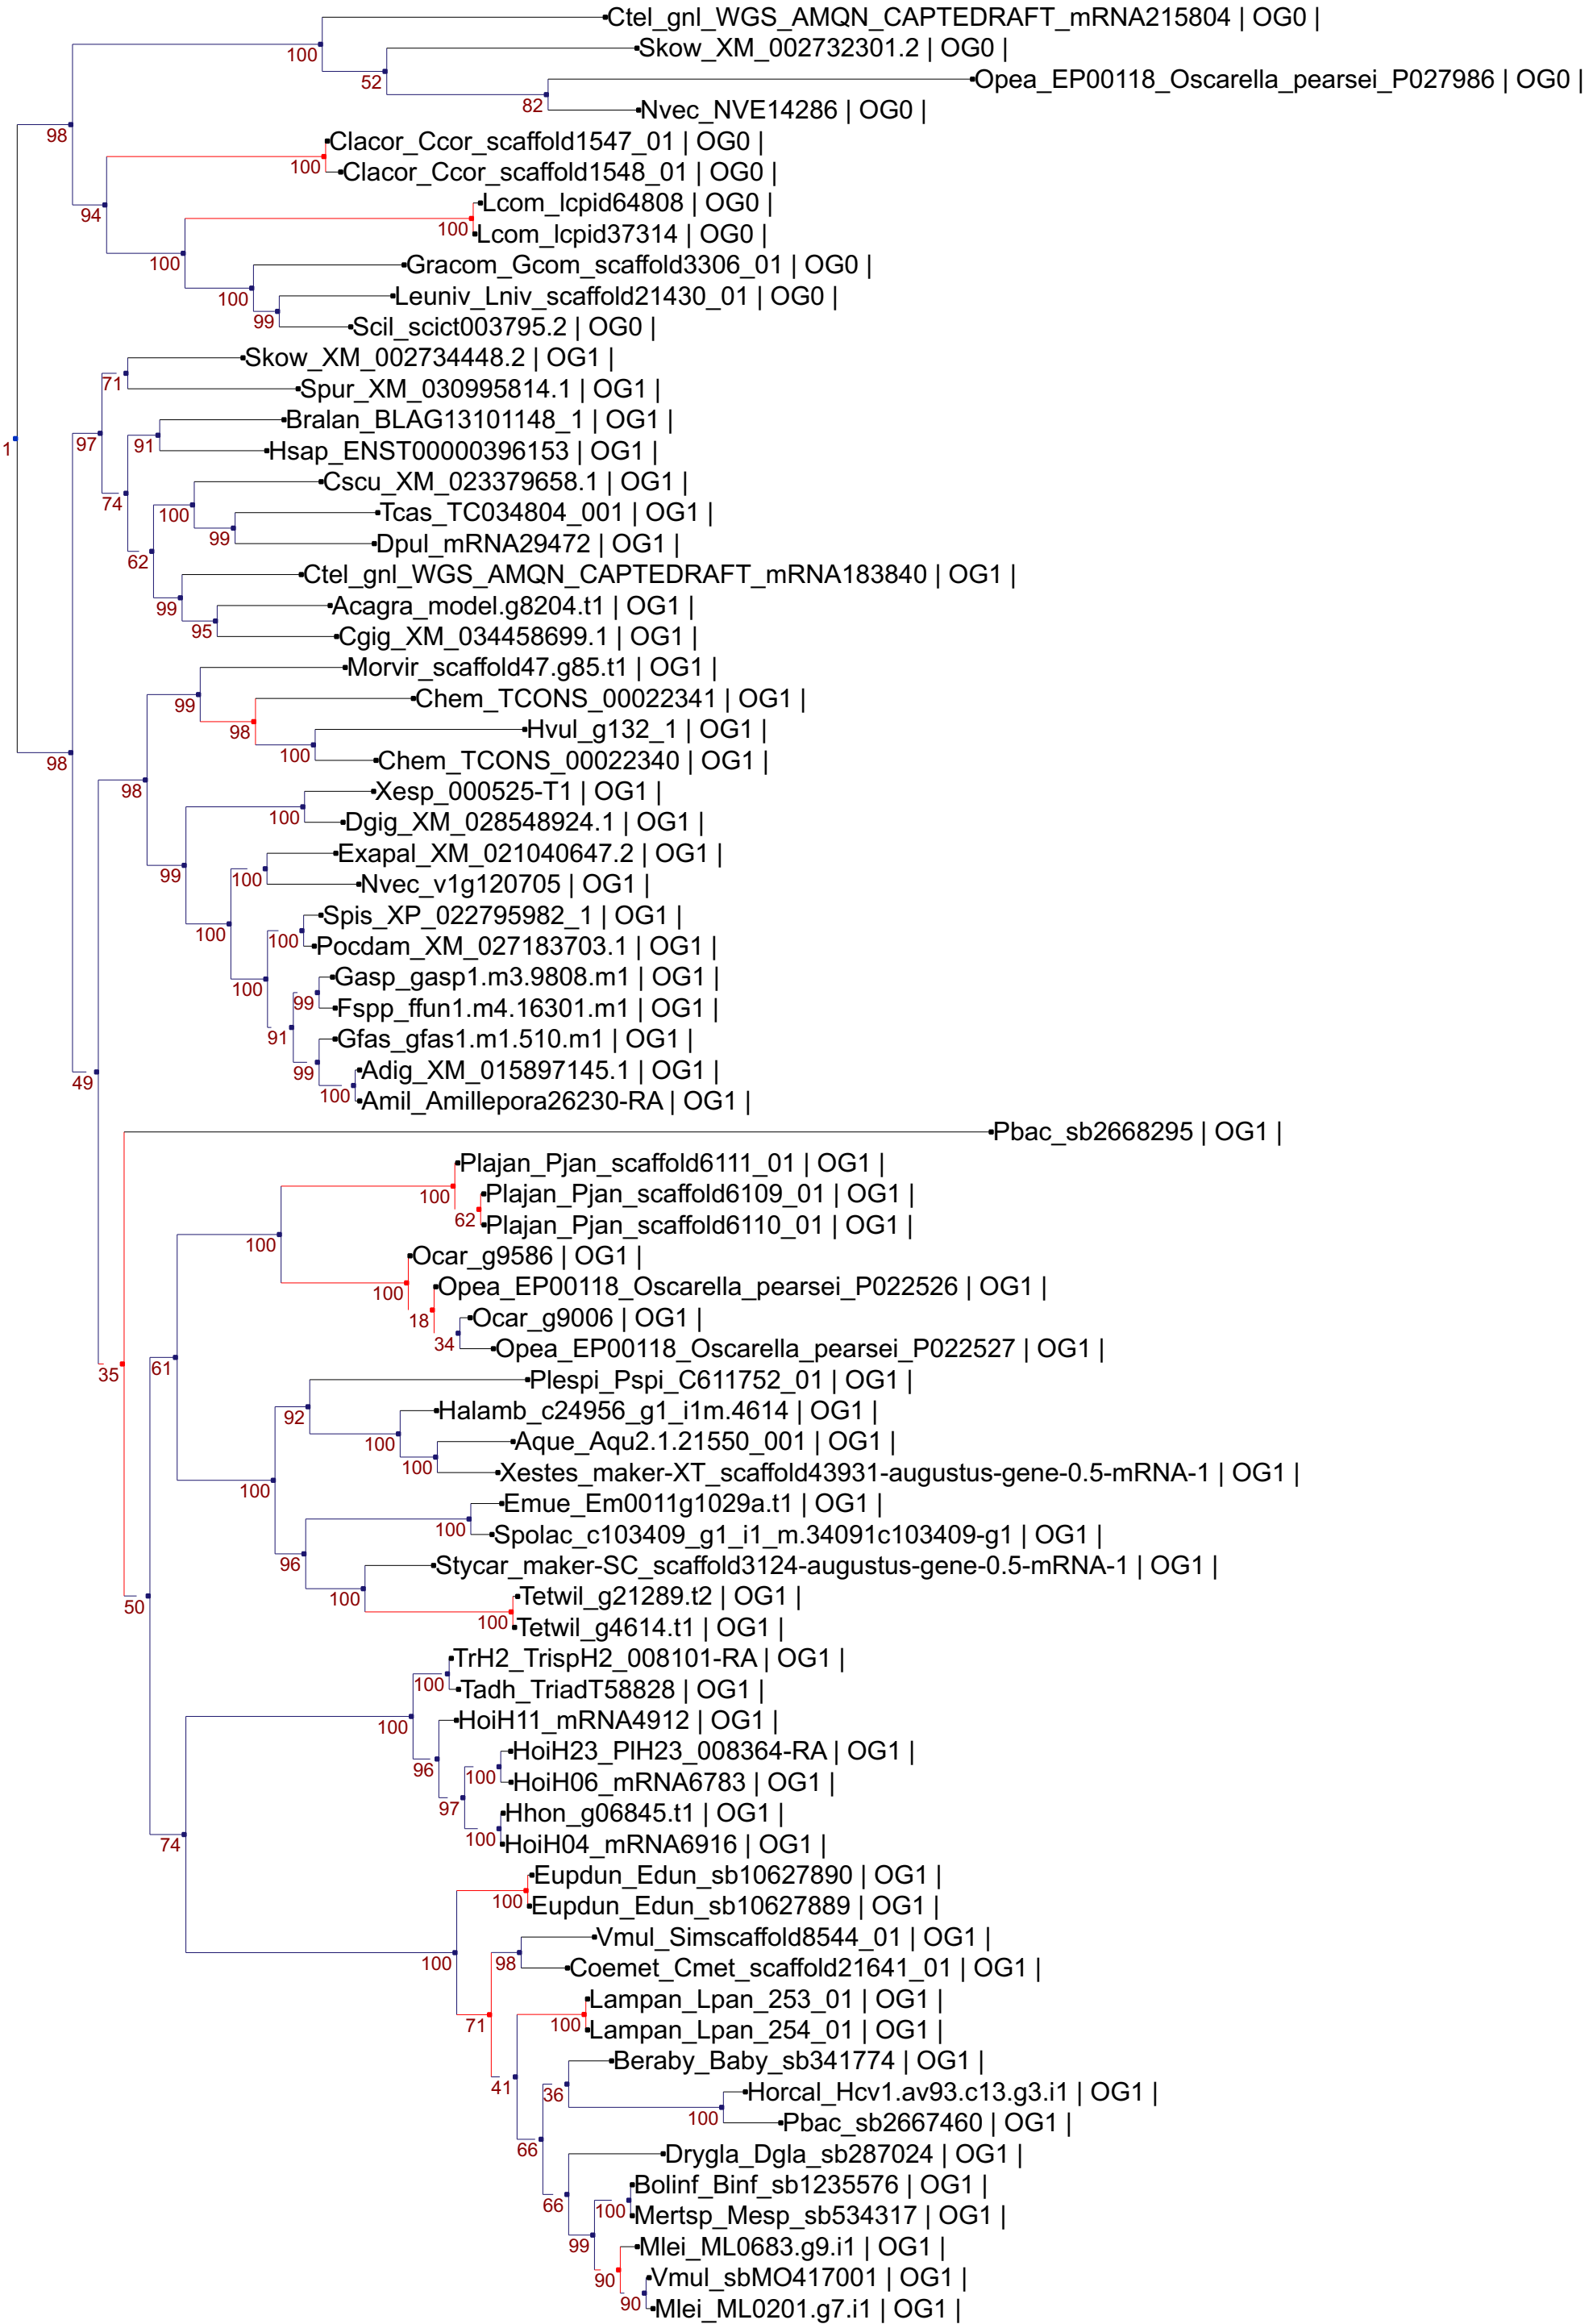 Ctel_gnl_WGS_AMQN_CAPTEDRAFT_mRNA215804 | OG0 |
100
Skow_XM_002732301.2 | OG0 |
52
Opea_EP00118_Oscarella_pearsei_P027986 | OG0 |
82
Nvec_NVE14286 | OG0 |
98
Clacor_Ccor_scaffold1547_01 | OG0 |
100
Clacor_Ccor_scaffold1548_01 | OG0 |
94
Lcom_lcpid64808 | OG0 |
100
Lcom_lcpid37314 | OG0 |
100
Gracom_Gcom_scaffold3306_01 | OG0 |
100
Leuniv_Lniv_scaffold21430_01 | OG0 |
99
Scil_scict003795.2 | OG0 |
Skow_XM_002734448.2 | OG1 |
71
Spur_XM_030995814.1 | OG1 |
Bralan_BLAG13101148_1 | OG1 |
1
97
91
Hsap_ENST00000396153 | OG1 |
Cscu_XM_023379658.1 | OG1 |
74
100
Tcas_TC034804_001 | OG1 |
99
Dpul_mRNA29472 | OG1 |
62
Ctel_gnl_WGS_AMQN_CAPTEDRAFT_mRNA183840 | OG1 |
99
Acagra_model.g8204.t1 | OG1 |
95
Cgig_XM_034458699.1 | OG1 |
Morvir_scaffold47.g85.t1 | OG1 |
99
Chem_TCONS_00022341 | OG1 |
98
Hvul_g132_1 | OG1 |
100
Chem_TCONS_00022340 | OG1 |
98
98
Xesp_000525-T1 | OG1 |
100
Dgig_XM_028548924.1 | OG1 |
Exapal_XM_021040647.2 | OG1 |
99
100
Nvec_v1g120705 | OG1 |
Spis_XP_022795982_1 | OG1 |
100
100
Pocdam_XM_027183703.1 | OG1 |
Gasp_gasp1.m3.9808.m1 | OG1 |
100
99
Fspp_ffun1.m4.16301.m1 | OG1 |
91
Gfas_gfas1.m1.510.m1 | OG1 |
99
Adig_XM_015897145.1 | OG1 |
49
100
Amil_Amillepora26230-RA | OG1 |
Pbac_sb2668295 | OG1 |
Plajan_Pjan_scaffold6111_01 | OG1 |
100
Plajan_Pjan_scaffold6109_01 | OG1 |
62
Plajan_Pjan_scaffold6110_01 | OG1 |
100
Ocar_g9586 | OG1 |
100
Opea_EP00118_Oscarella_pearsei_P022526 | OG1 |
18
Ocar_g9006 | OG1 |
34
Opea_EP00118_Oscarella_pearsei_P022527 | OG1 |
35
61
Plespi_Pspi_C611752_01 | OG1 |
92
Halamb_c24956_g1_i1m.4614 | OG1 |
100
Aque_Aqu2.1.21550_001 | OG1 |
100
Xestes_maker-XT_scaffold43931-augustus-gene-0.5-mRNA-1 | OG1 |
100
Emue_Em0011g1029a.t1 | OG1 |
100
Spolac_c103409_g1_i1_m.34091c103409-g1 | OG1 |
96
Stycar_maker-SC_scaffold3124-augustus-gene-0.5-mRNA-1 | OG1 |
100
Tetwil_g21289.t2 | OG1 |
50
100
Tetwil_g4614.t1 | OG1 |
TrH2_TrispH2_008101-RA | OG1 |
100
Tadh_TriadT58828 | OG1 |
100
HoiH11_mRNA4912 | OG1 |
HoiH23_PlH23_008364-RA | OG1 |
96
100
HoiH06_mRNA6783 | OG1 |
97
Hhon_g06845.t1 | OG1 |
74
100
HoiH04_mRNA6916 | OG1 |
Eupdun_Edun_sb10627890 | OG1 |
100
Eupdun_Edun_sb10627889 | OG1 |
Vmul_Simscaffold8544_01 | OG1 |
100
98
Coemet_Cmet_scaffold21641_01 | OG1 |
Lampan_Lpan_253_01 | OG1 |
71
100
Lampan_Lpan_254_01 | OG1 |
Beraby_Baby_sb341774 | OG1 |
41
36
Horcal_Hcv1.av93.c13.g3.i1 | OG1 |
100
Pbac_sb2667460 | OG1 |
66
Drygla_Dgla_sb287024 | OG1 |
Bolinf_Binf_sb1235576 | OG1 |
66
100
Mertsp_Mesp_sb534317 | OG1 |
99
Mlei_ML0683.g9.i1 | OG1 |
90
Vmul_sbMO417001 | OG1 |
90
Mlei_ML0201.g7.i1 | OG1 |